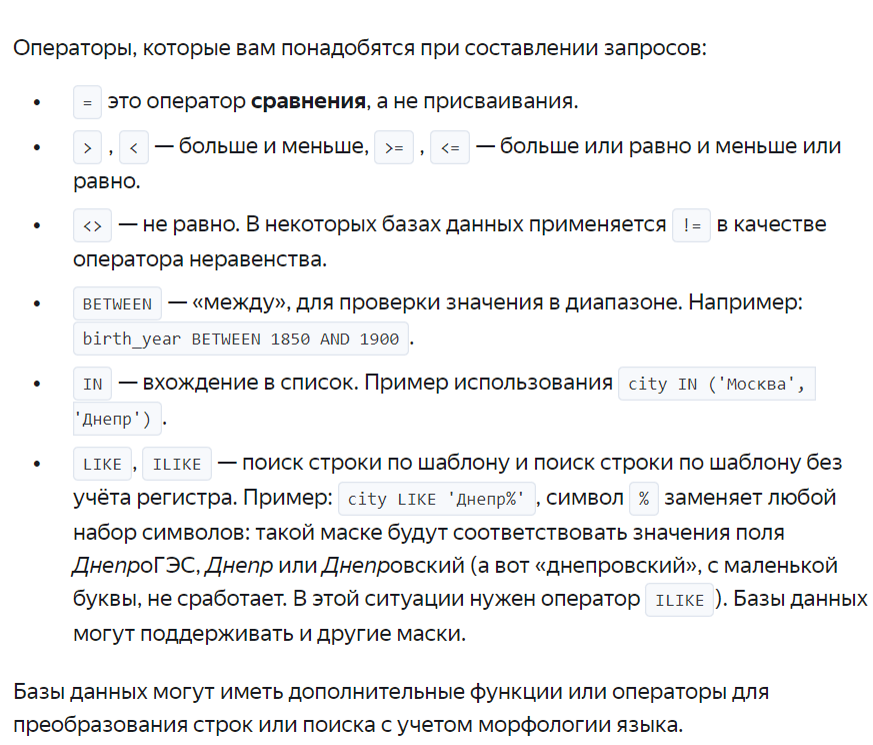 Операторы, которые вам понадобятся при составлении запросов:
• = это оператор сравнения, а не присваивания.
• > , < — больше и меньше, >= , <= — больше или равно и меньше или
равно.
• <> — не равно. В некоторых базах данных применяется != в качестве
оператора неравенства.
• BETWEEN — «между», для проверки значения в диапазоне. Например:
birth_year BETWEEN 1850 AND 1900 .
• IN — вхождение в список. Пример использования city IN ('Москва',
'Днепр') .
• LIKE , ILIKE — поиск строки по шаблону и поиск строки по шаблону без
учёта регистра. Пример: city LIKE 'Днепр%' , символ % заменяет любой
набор символов: такой маске будут соответствовать значения поля
ДнепроГЭС, Днепр или Днепровский (а вот «днепровский», с маленькой
буквы, не сработает. В этой ситуации нужен оператор ILIKE ). Базы данных
могут поддерживать и другие маски.
Базы данных могут иметь дополнительные функции или операторы для
преобразования строк или поиска с учетом морфологии языка.